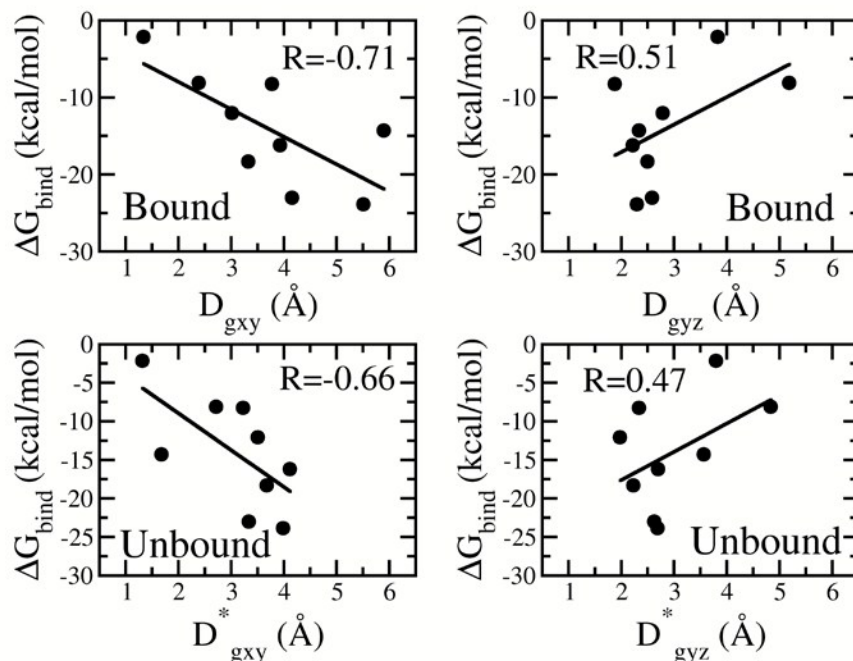 0
-10
-20
-30
ΔG_bind (kcal/mol)
R=-0.71
Bound
1 2 3 4 5 6
D_gxy (Å)
0
-10
-20
-30
ΔG_bind (kcal/mol)
R=0.51
Bound
1 2 3 4 5 6
D_gyz (Å)
0
-5
-10
-15
-20
-25
-30
ΔG_bind (kcal/mol)
R=-0.66
Unbound
1 2 3 4 5 6
D*_gxy (Å)
0
-5
-10
-15
-20
-25
-30
ΔG_bind (kcal/mol)
R=0.47
Unbound
1 2 3 4 5 6
D*_gyz (Å)